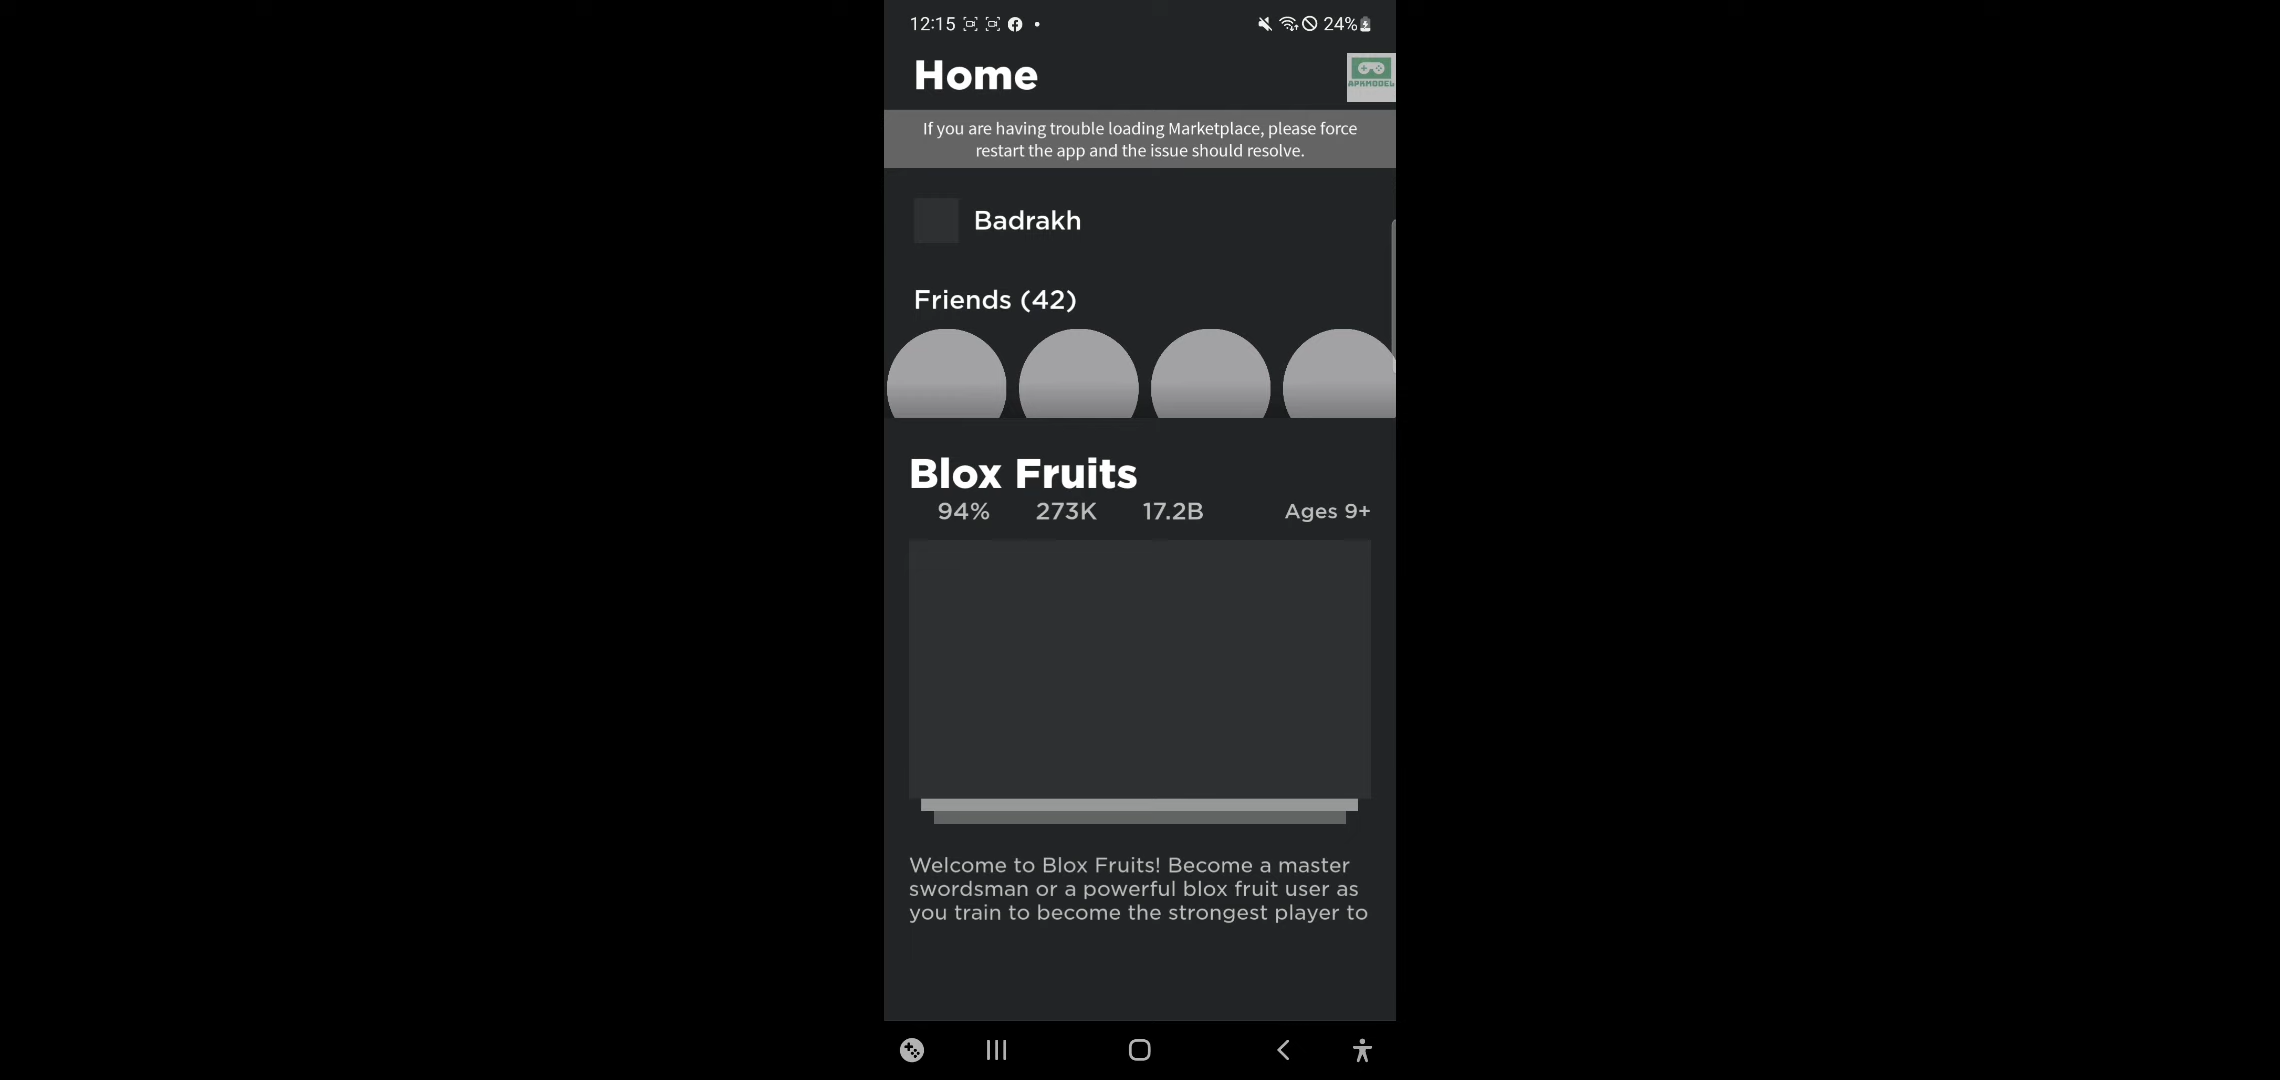 12:15
24%
Home
APKMODEL
If you are having trouble loading Marketplace, please force
restart the app and the issue should resolve.
Badrakh
Friends (42)
Blox Fruits
94% 273K 17.2B Ages 9+
Welcome to Blox Fruits! Become a master
swordsman or a powerful blox fruit user as
you train to become the strongest player to